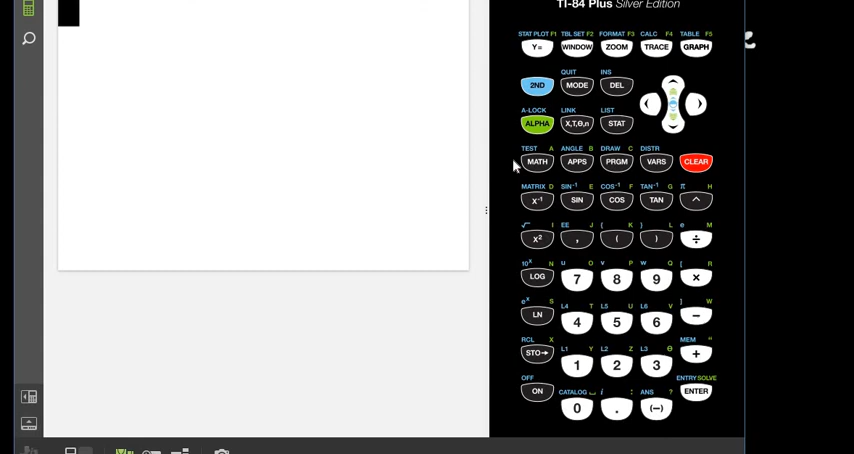 TI-84 Plus Silver Edition
STAT PLOT F1 TBL SET F2 FORMAT F3 CALC F4 TABLE F5
Y= WINDOW ZOOM TRACE GRAPH
QUIT INS
2ND MODE DEL
A-LOCK LINK LIST
ALPHA X,T,Θ,n STAT
TEST A ANGLE B DRAW C DISTR
MATH APPS PRGM VARS CLEAR
MATRIX D SIN⁻¹ E COS⁻¹ F TAN⁻¹ G π H
x⁻¹ SIN COS TAN ^
√ I EE J { K } L e M
x² , ( ) ÷
10ˣ N u O v P w Q [ R
LOG 7 8 9 ×
eˣ S L4 T L5 U L6 V ] W
LN 4 5 6 −
RCL X L1 Y L2 Z L3 Θ MEM "
STO→ 1 2 3 +
OFF CATALOG ␣ i : ANS ? ENTRY SOLVE
ON 0 . (−) ENTER